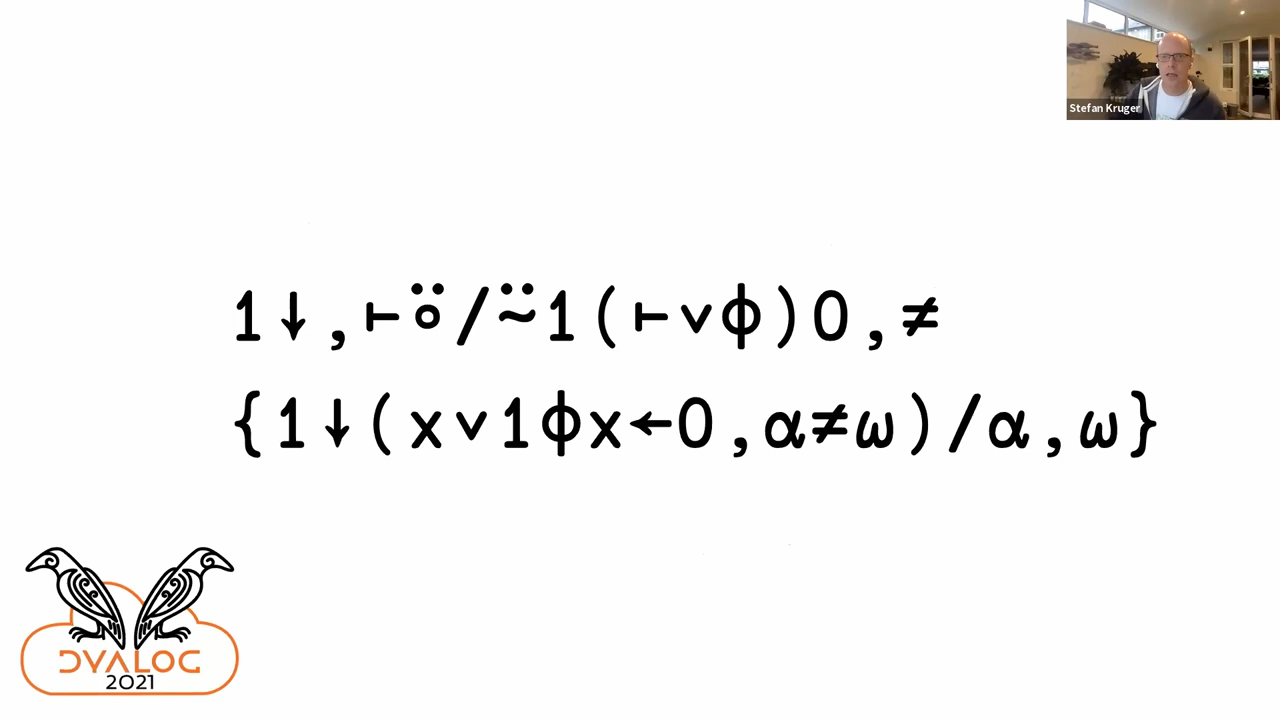 Stefan Kruger
1↓,⊢⍤/⍨1(⊢∨⌽)0,≠
{1↓(x∨1⌽x←0,⍺≠⍵)/⍺,⍵}
DYALOG
2021